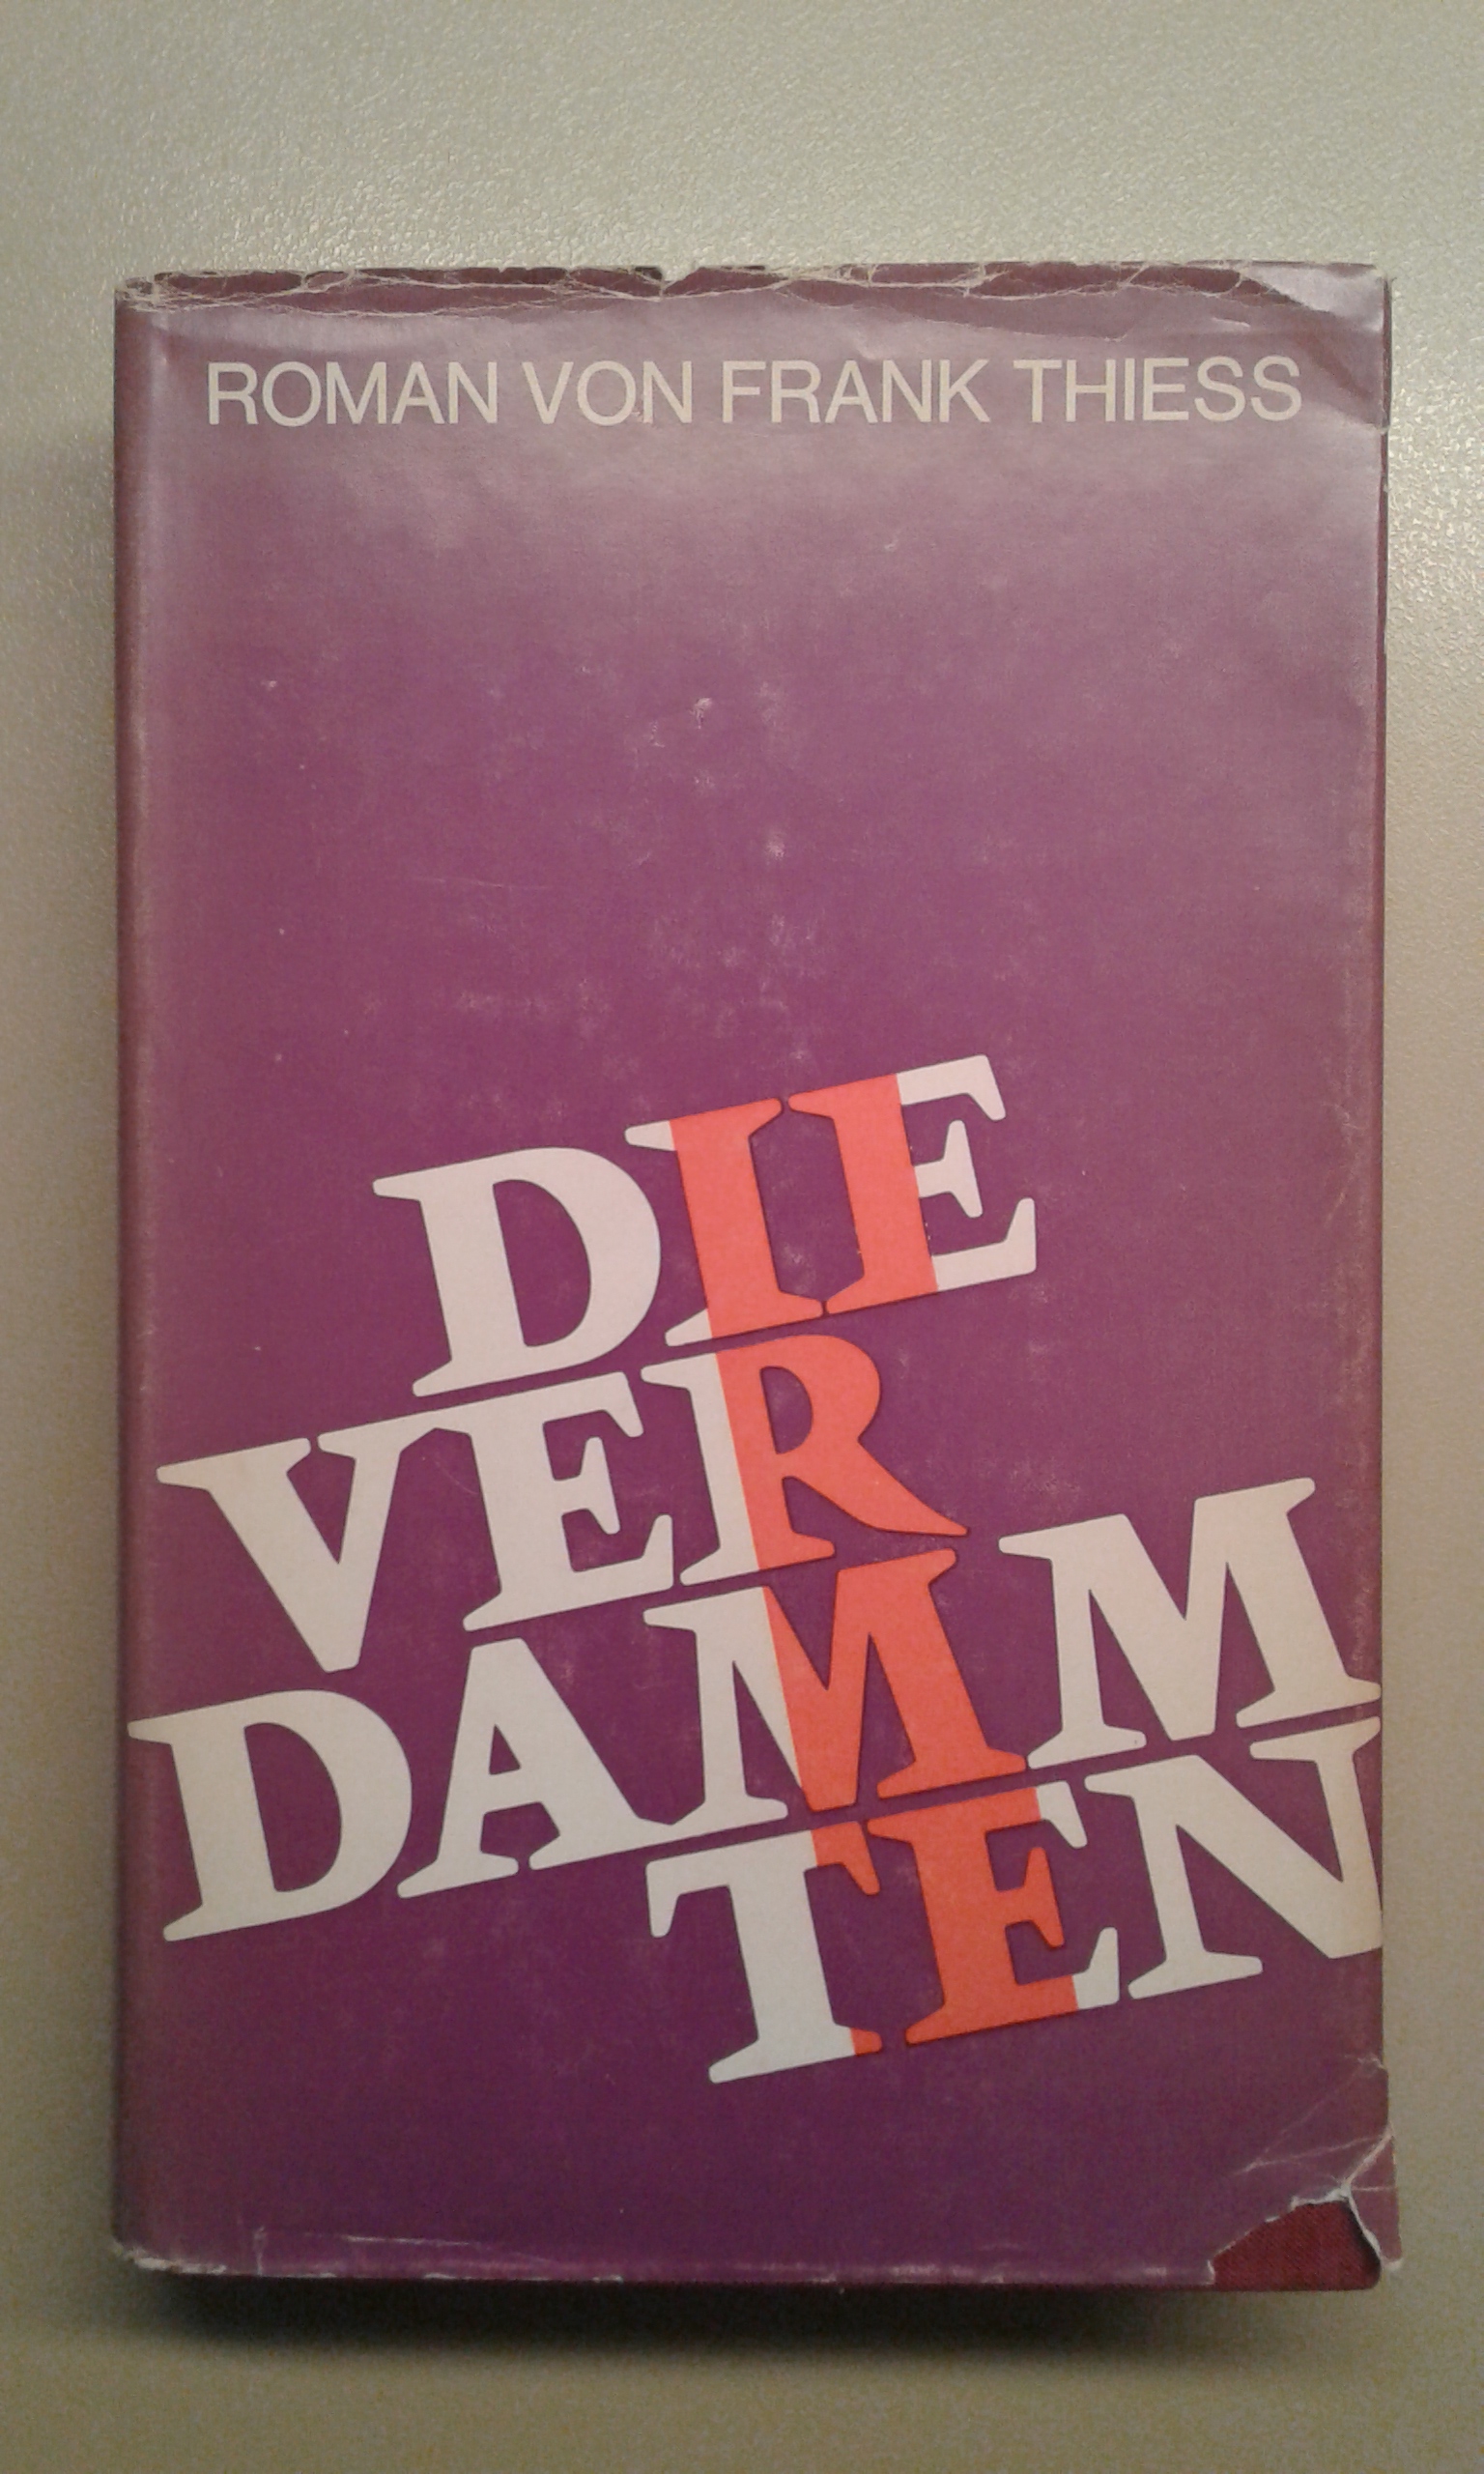 ROMAN VON FRANK THIESS
DIE
VER
DAMM
TEN